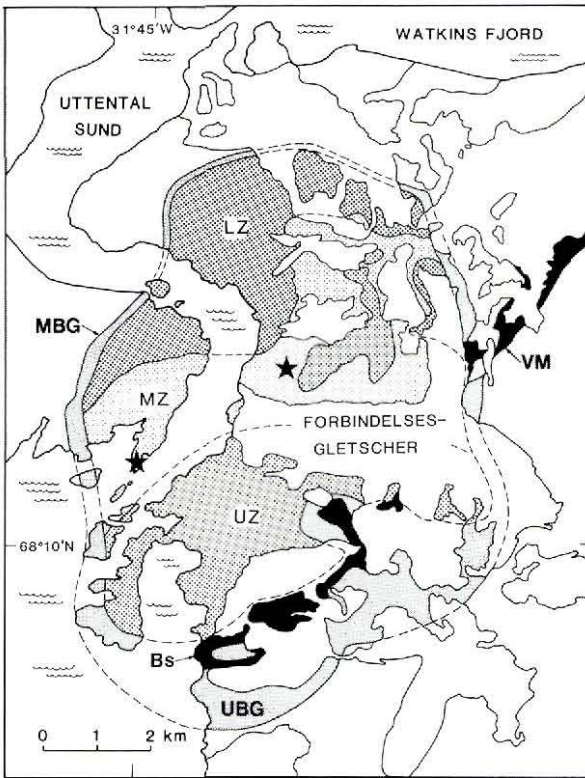 31°45′W
WATKINS FJORD
UTTENTAL
SUND
LZ
MBG
VM
MZ
FORBINDELSES-
GLETSCHER
UZ
68°10′N
Bs
UBG
0 1 2 km